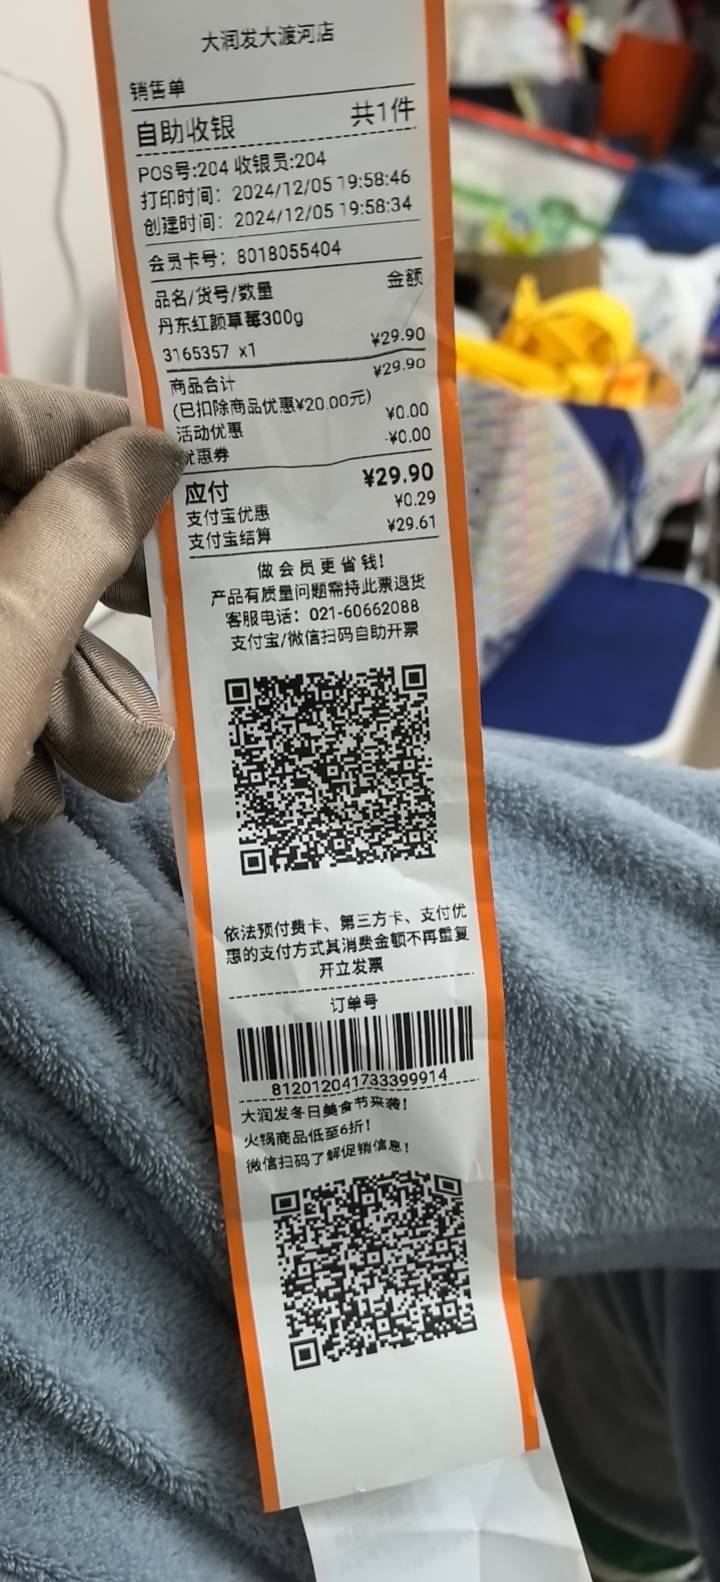 大润发大渡河店
销售单
自助收银 共1件
POS号:204 收银员:204
打印时间：2024/12/05 19:58:46
创建时间：2024/12/05 19:58:34
会员卡号：8018055404
品名/货号/数量 金额
丹东红颜草莓300g
3165357 x1 ¥29.90
商品合计 ¥29.90
(已扣除商品优惠¥20.00元)
活动优惠 ¥0.00
优惠券 -¥0.00
应付 ¥29.90
支付宝优惠 ¥0.29
支付宝结算 ¥29.61
做会员更省钱!
产品有质量问题需持此票退货
客服电话：021-60662088
支付宝/微信扫码自助开票
依法预付费卡、第三方卡、支付优
惠的支付方式其消费金额不再重复
开立发票
订单号
812012041733399914
大润发冬日美食节来袭!
火锅商品低至6折!
微信扫码了解促销信息!